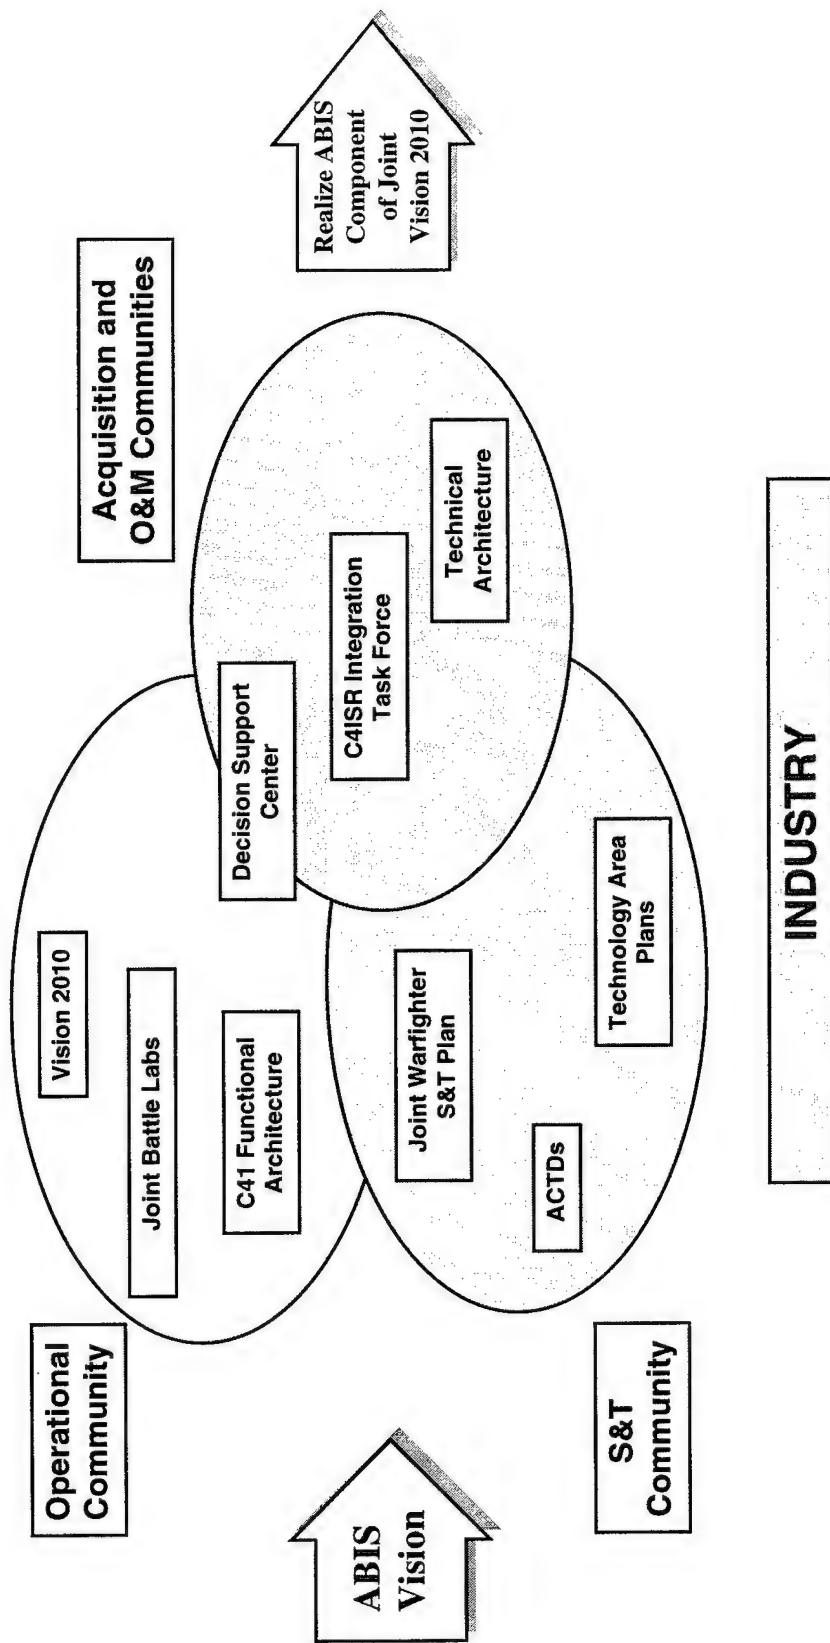 Operational
Community
Acquisition and
O&M Communities
Vision 2010
Joint Battle Labs
C41 Functional
Architecture
Decision Support
Center
C4ISR Integration
Task Force
Technical
Architecture
ABIS
Vision
Realize ABIS
Component
of Joint
Vision 2010
Joint Warfighter
S&T Plan
ACTDs
Technology Area
Plans
S&T
Community
INDUSTRY